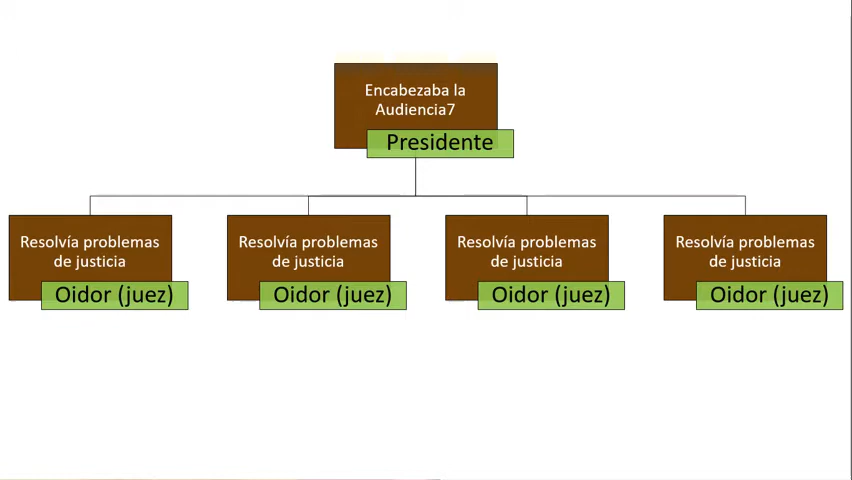 Encabezaba la
Audiencia7
Presidente
Resolvía problemas
de justicia
Oidor (juez)
Resolvía problemas
de justicia
Oidor (juez)
Resolvía problemas
de justicia
Oidor (juez)
Resolvía problemas
de justicia
Oidor (juez)